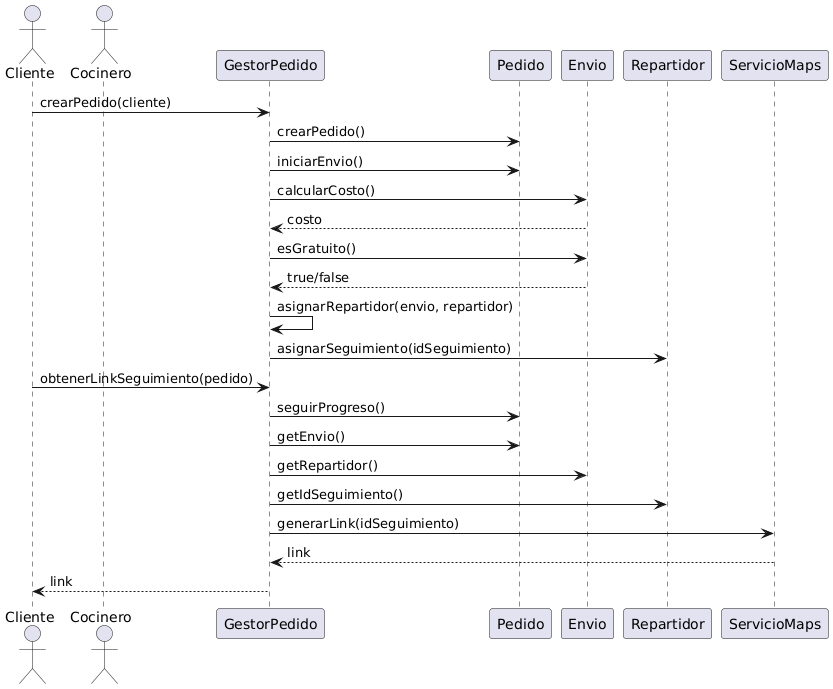 Cliente
Cocinero
GestorPedido
Pedido
Envio
Repartidor
ServicioMaps
crearPedido(cliente)
crearPedido()
iniciarEnvio()
calcularCosto()
costo
esGratuito()
true/false
asignarRepartidor(envio, repartidor)
asignarSeguimiento(idSeguimiento)
obtenerLinkSeguimiento(pedido)
seguirProgreso()
getEnvio()
getRepartidor()
getIdSeguimiento()
generarLink(idSeguimiento)
link
link
Cliente
Cocinero
GestorPedido
Pedido
Envio
Repartidor
ServicioMaps